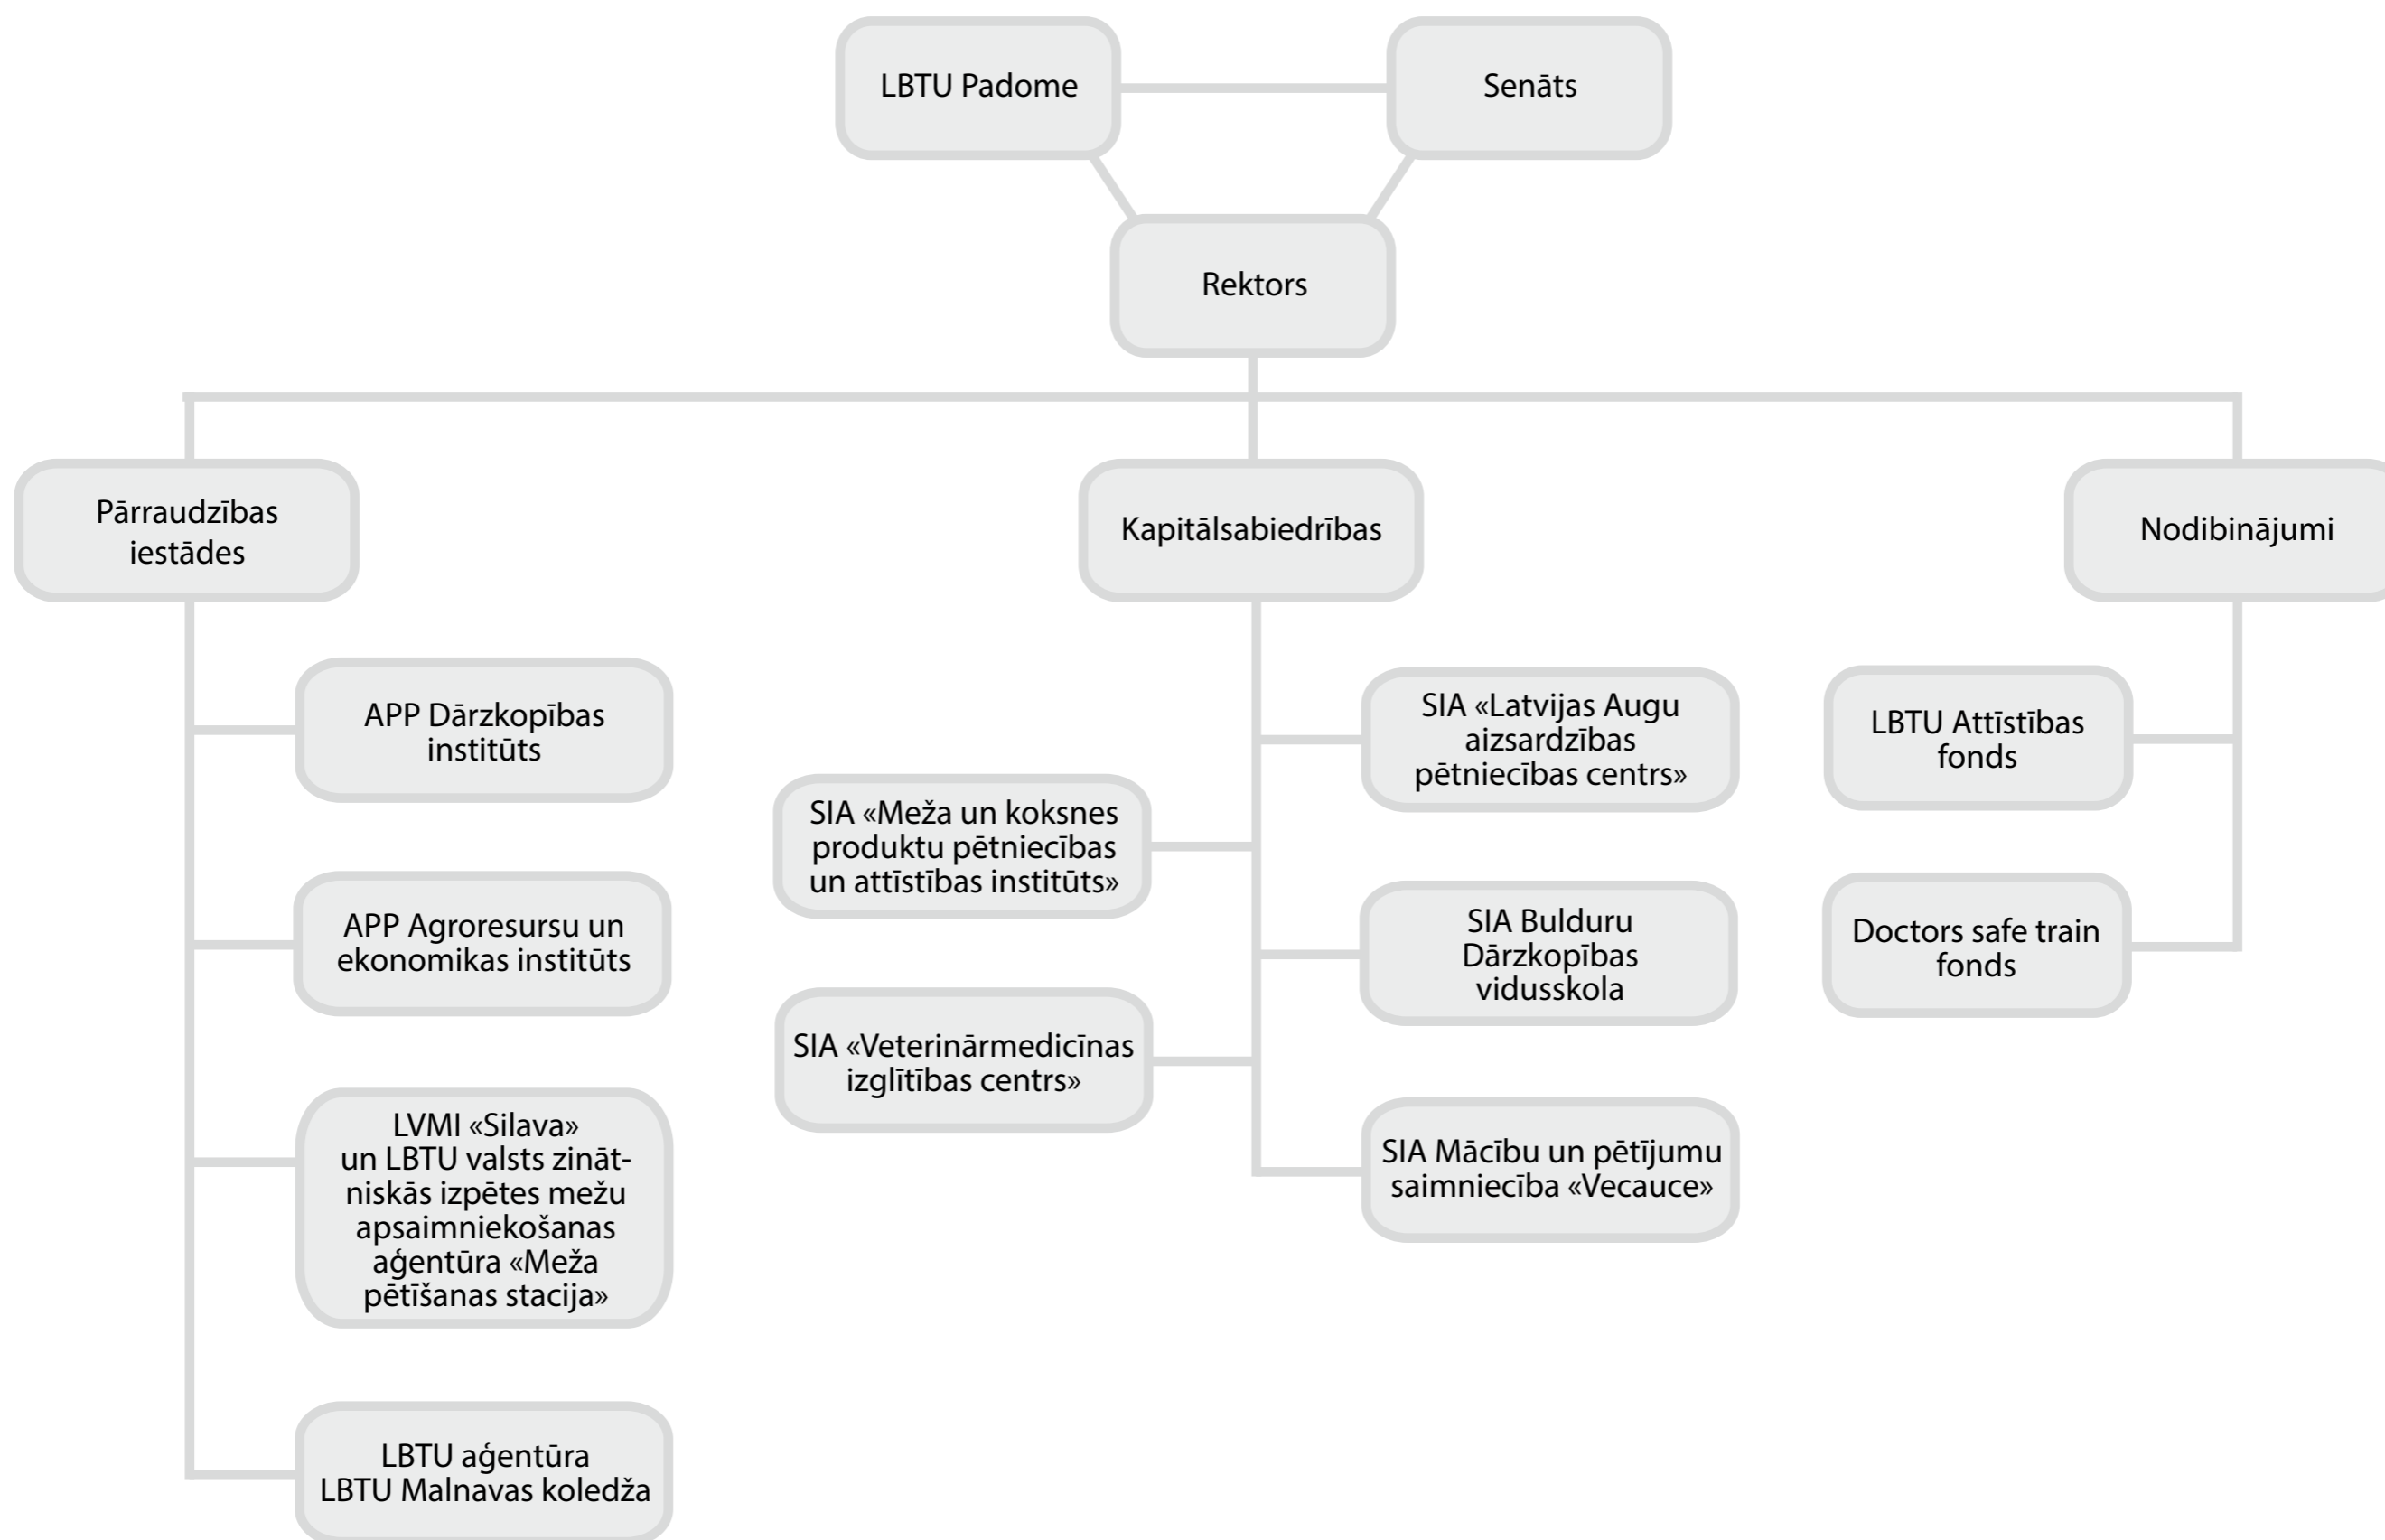 LBTU Padome
Senāts
Rektors
Pārraudzības
iestādes
APP Dārzkopības
institūts
APP Agroresursu un
ekonomikas institūts
LVMI «Silava»
un LBTU valsts zināt-
niskās izpētes mežu
apsaimniekošanas
aģentūra «Meža
pētīšanas stacija»
LBTU aģentūra
LBTU Malnavas koledža
Kapitālsabiedrības
SIA «Latvijas Augu
aizsardzības
pētniecības centrs»
SIA «Meža un koksnes
produktu pētniecības
un attīstības institūts»
SIA Bulduru
Dārzkopības
vidusskola
SIA «Veterinārmedicīnas
izglītības centrs»
SIA Mācību un pētījumu
saimniecība «Vecauce»
Nodibinājumi
LBTU Attīstības
fonds
Doctors safe train
fonds